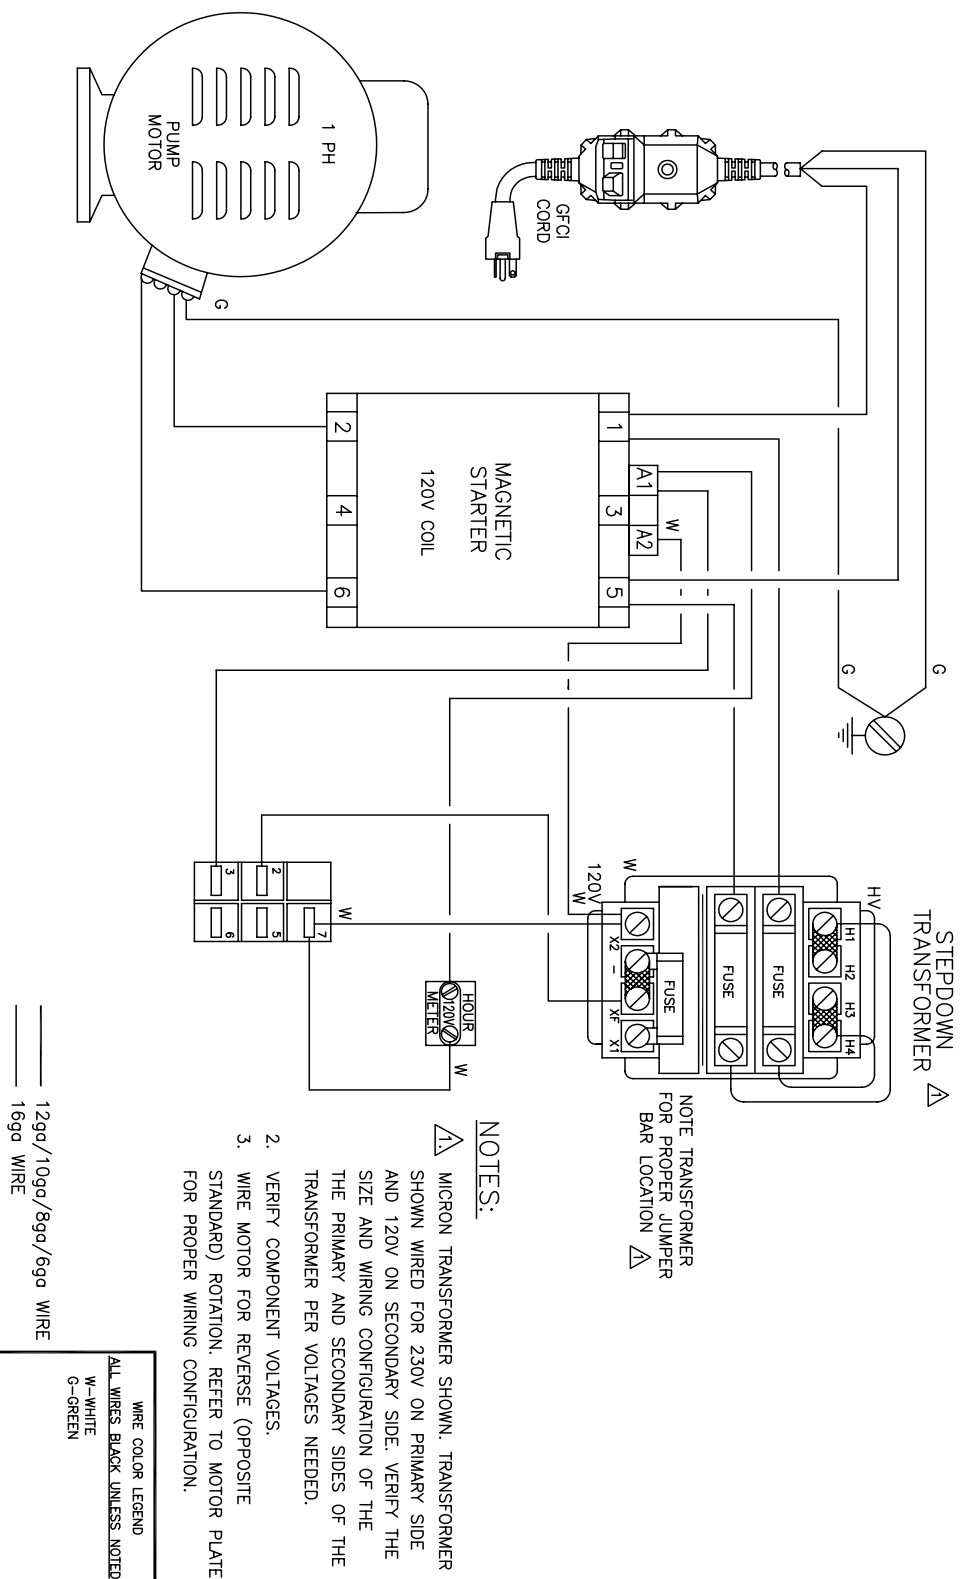 STEPDOWN
TRANSFORMER 1
G
G
HV
H1
H2
H3
H4
FUSE
FUSE
FUSE
W
120V
W
X2
–
XF
X1
NOTE TRANSFORMER
FOR PROPER JUMPER
BAR LOCATION 1
GFCI
CORD
1 PH
PUMP
MOTOR
G
1
3
5
A1
A2
W
MAGNETIC
STARTER
120V COIL
2
4
6
HOUR
120V
METER
W
W
7
2
5
3
6
NOTES:
1. MICRON TRANSFORMER SHOWN. TRANSFORMER
SHOWN WIRED FOR 230V ON PRIMARY SIDE
AND 120V ON SECONDARY SIDE. VERIFY THE
SIZE AND WIRING CONFIGURATION OF THE
THE PRIMARY AND SECONDARY SIDES OF THE
TRANSFORMER PER VOLTAGES NEEDED.
2. VERIFY COMPONENT VOLTAGES.
3. WIRE MOTOR FOR REVERSE (OPPOSITE
STANDARD) ROTATION. REFER TO MOTOR PLATE
FOR PROPER WIRING CONFIGURATION.
12ga/10ga/8ga/6ga WIRE
16ga WIRE
WIRE COLOR LEGEND
ALL WIRES BLACK UNLESS NOTED
W–WHITE
G–GREEN